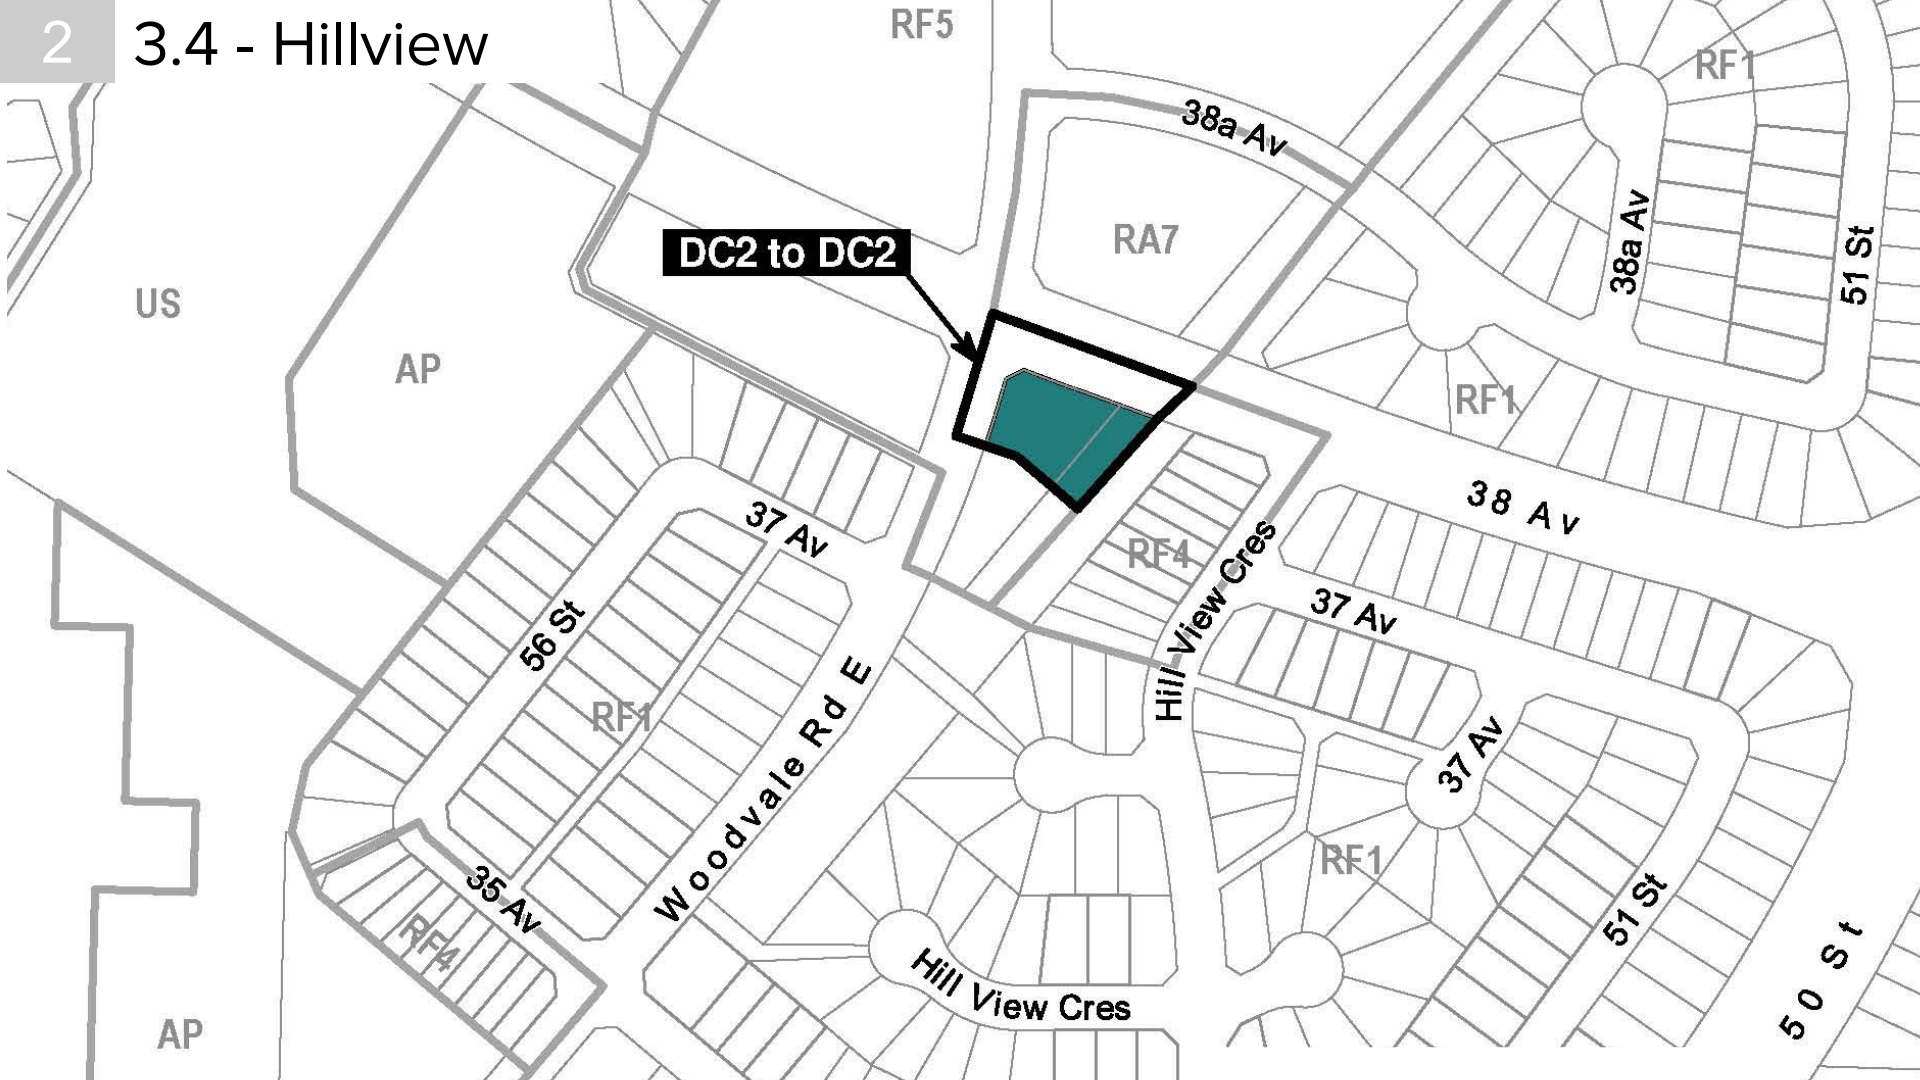 2
3.4 - Hillview
RF5
RF1
38a Av
38a Av
51 St
RA7
DC2 to DC2
US
AP
RF1
38 Av
37 Av
RF4
Hill View Cres
37 Av
56 St
RF1
Woodvale Rd E
37 Av
RF1
35 Av
RF4
51 St
50 St
Hill View Cres
AP